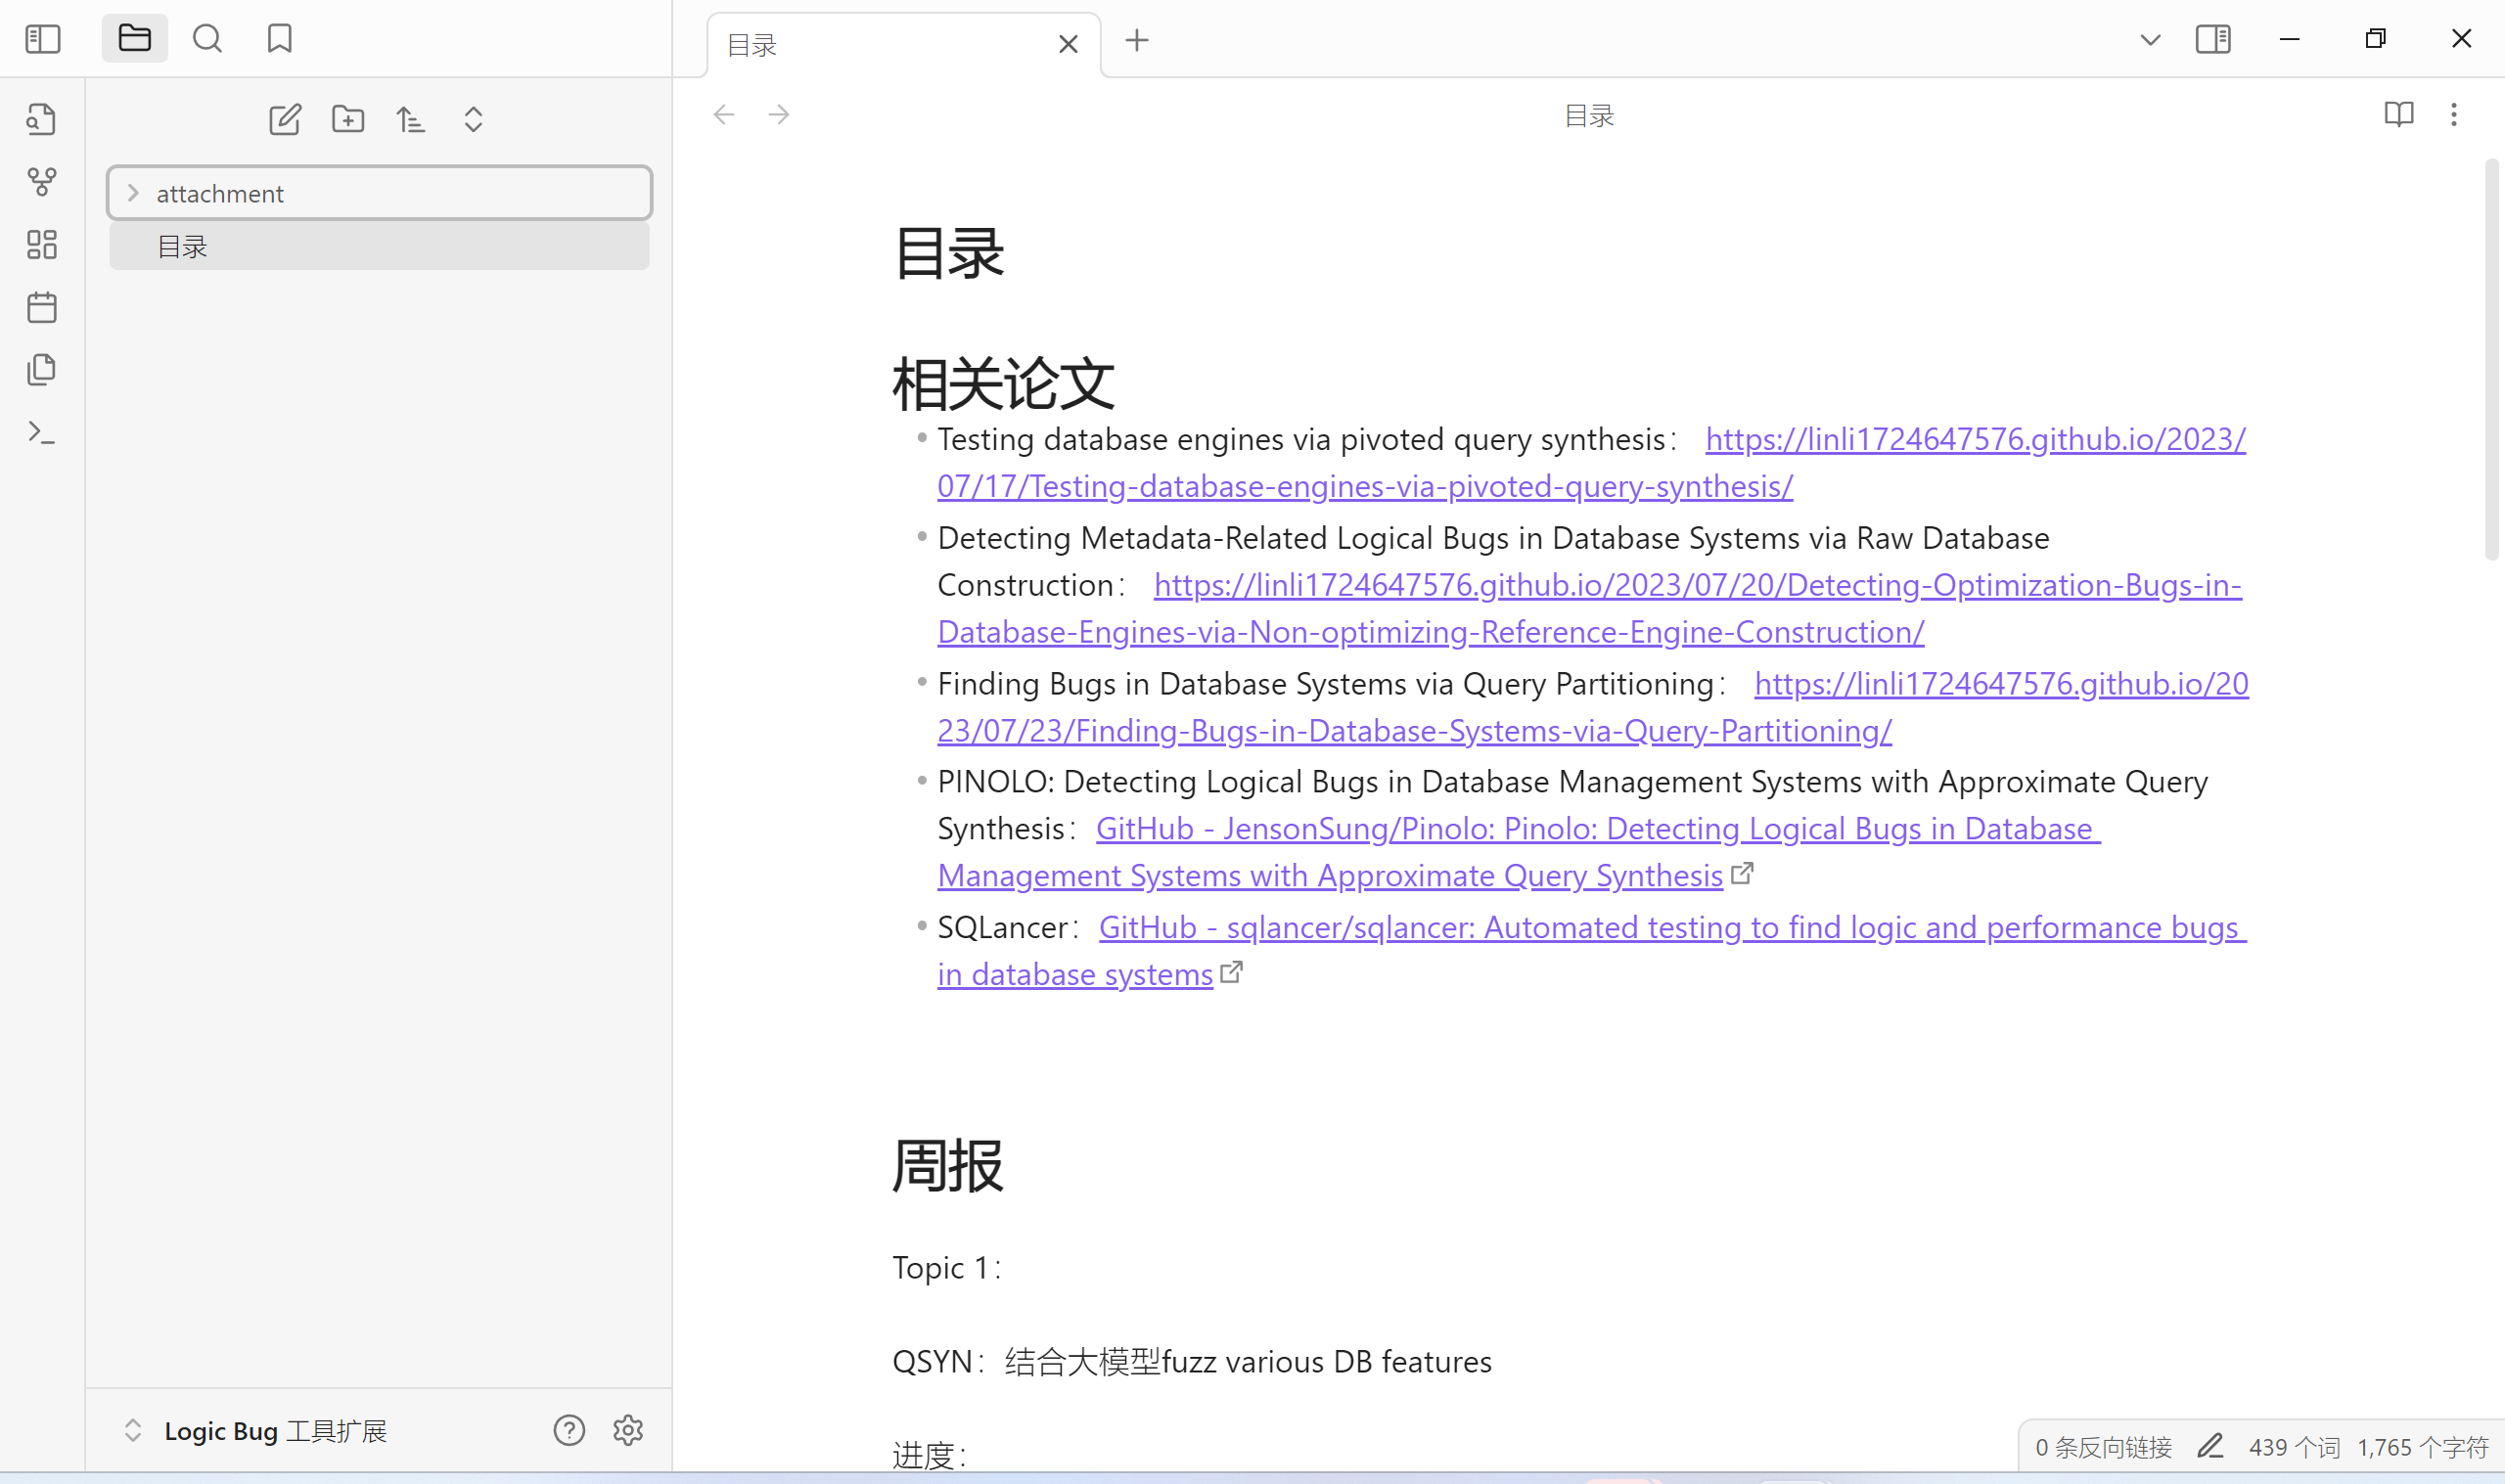 目录
目录
attachment
目录
目录
相关论文
Testing database engines via pivoted query synthesis： https://linli1724647576.github.io/2023/
07/17/Testing-database-engines-via-pivoted-query-synthesis/
Detecting Metadata-Related Logical Bugs in Database Systems via Raw Database
Construction： https://linli1724647576.github.io/2023/07/20/Detecting-Optimization-Bugs-in-
Database-Engines-via-Non-optimizing-Reference-Engine-Construction/
Finding Bugs in Database Systems via Query Partitioning： https://linli1724647576.github.io/20
23/07/23/Finding-Bugs-in-Database-Systems-via-Query-Partitioning/
PINOLO: Detecting Logical Bugs in Database Management Systems with Approximate Query
Synthesis：GitHub - JensonSung/Pinolo: Pinolo: Detecting Logical Bugs in Database
Management Systems with Approximate Query Synthesis
SQLancer：GitHub - sqlancer/sqlancer: Automated testing to find logic and performance bugs
in database systems
周报
Topic 1：
QSYN：结合大模型fuzz various DB features
进度：
Logic Bug 工具扩展
0 条反向链接 439 个词 1,765 个字符